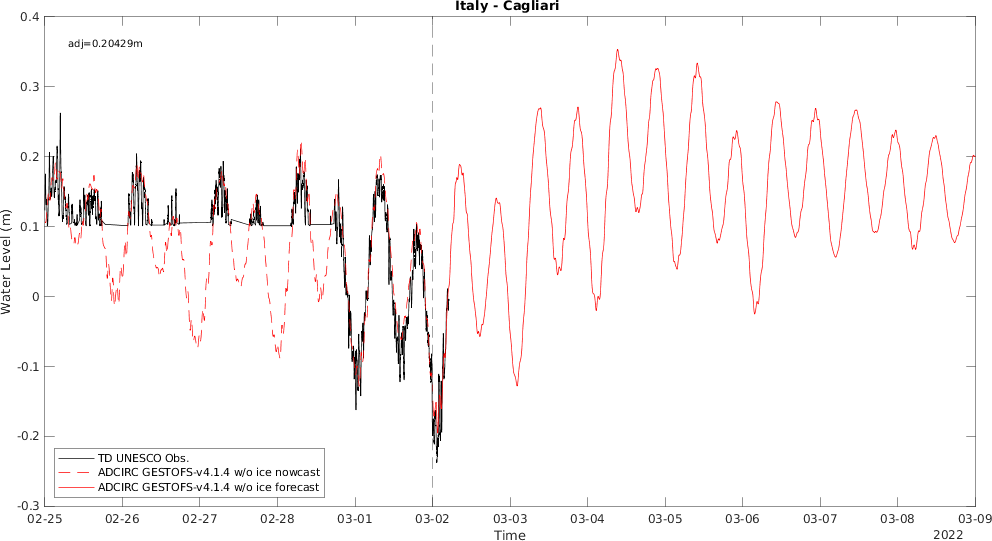 Italy - Cagliari
adj=0.20429m
0.4
0.3
0.2
0.1
0
-0.1
-0.2
-0.3
Water Level (m)
TD UNESCO Obs.
ADCIRC GESTOFS-v4.1.4 w/o ice nowcast
ADCIRC GESTOFS-v4.1.4 w/o ice forecast
02-25 02-26 02-27 02-28 03-01 03-02 03-03 03-04 03-05 03-06 03-07 03-08 03-09
Time
2022